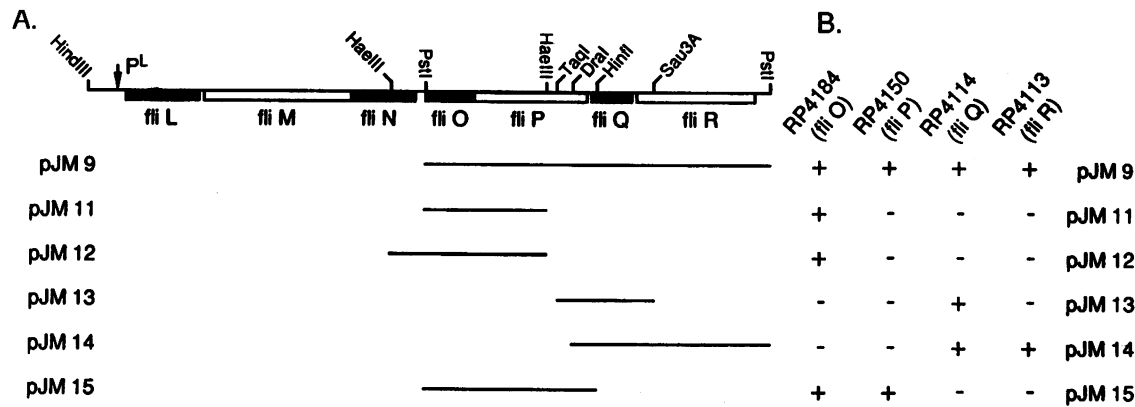 A.
B.
HindIII
P^L
HaeIII
PstI
HaeIII
TaqI
DraI
HinfI
Sau3A
PstI
fli L
fli M
fli N
fli O
fli P
fli Q
fli R
RP4184 (fli O)
RP4150 (fli P)
RP4114 (fli Q)
RP4113 (fli R)
pJM 9 + + + + pJM 9
pJM 11 + - - - pJM 11
pJM 12 + - - - pJM 12
pJM 13 - - + - pJM 13
pJM 14 - - + + pJM 14
pJM 15 + + - - pJM 15